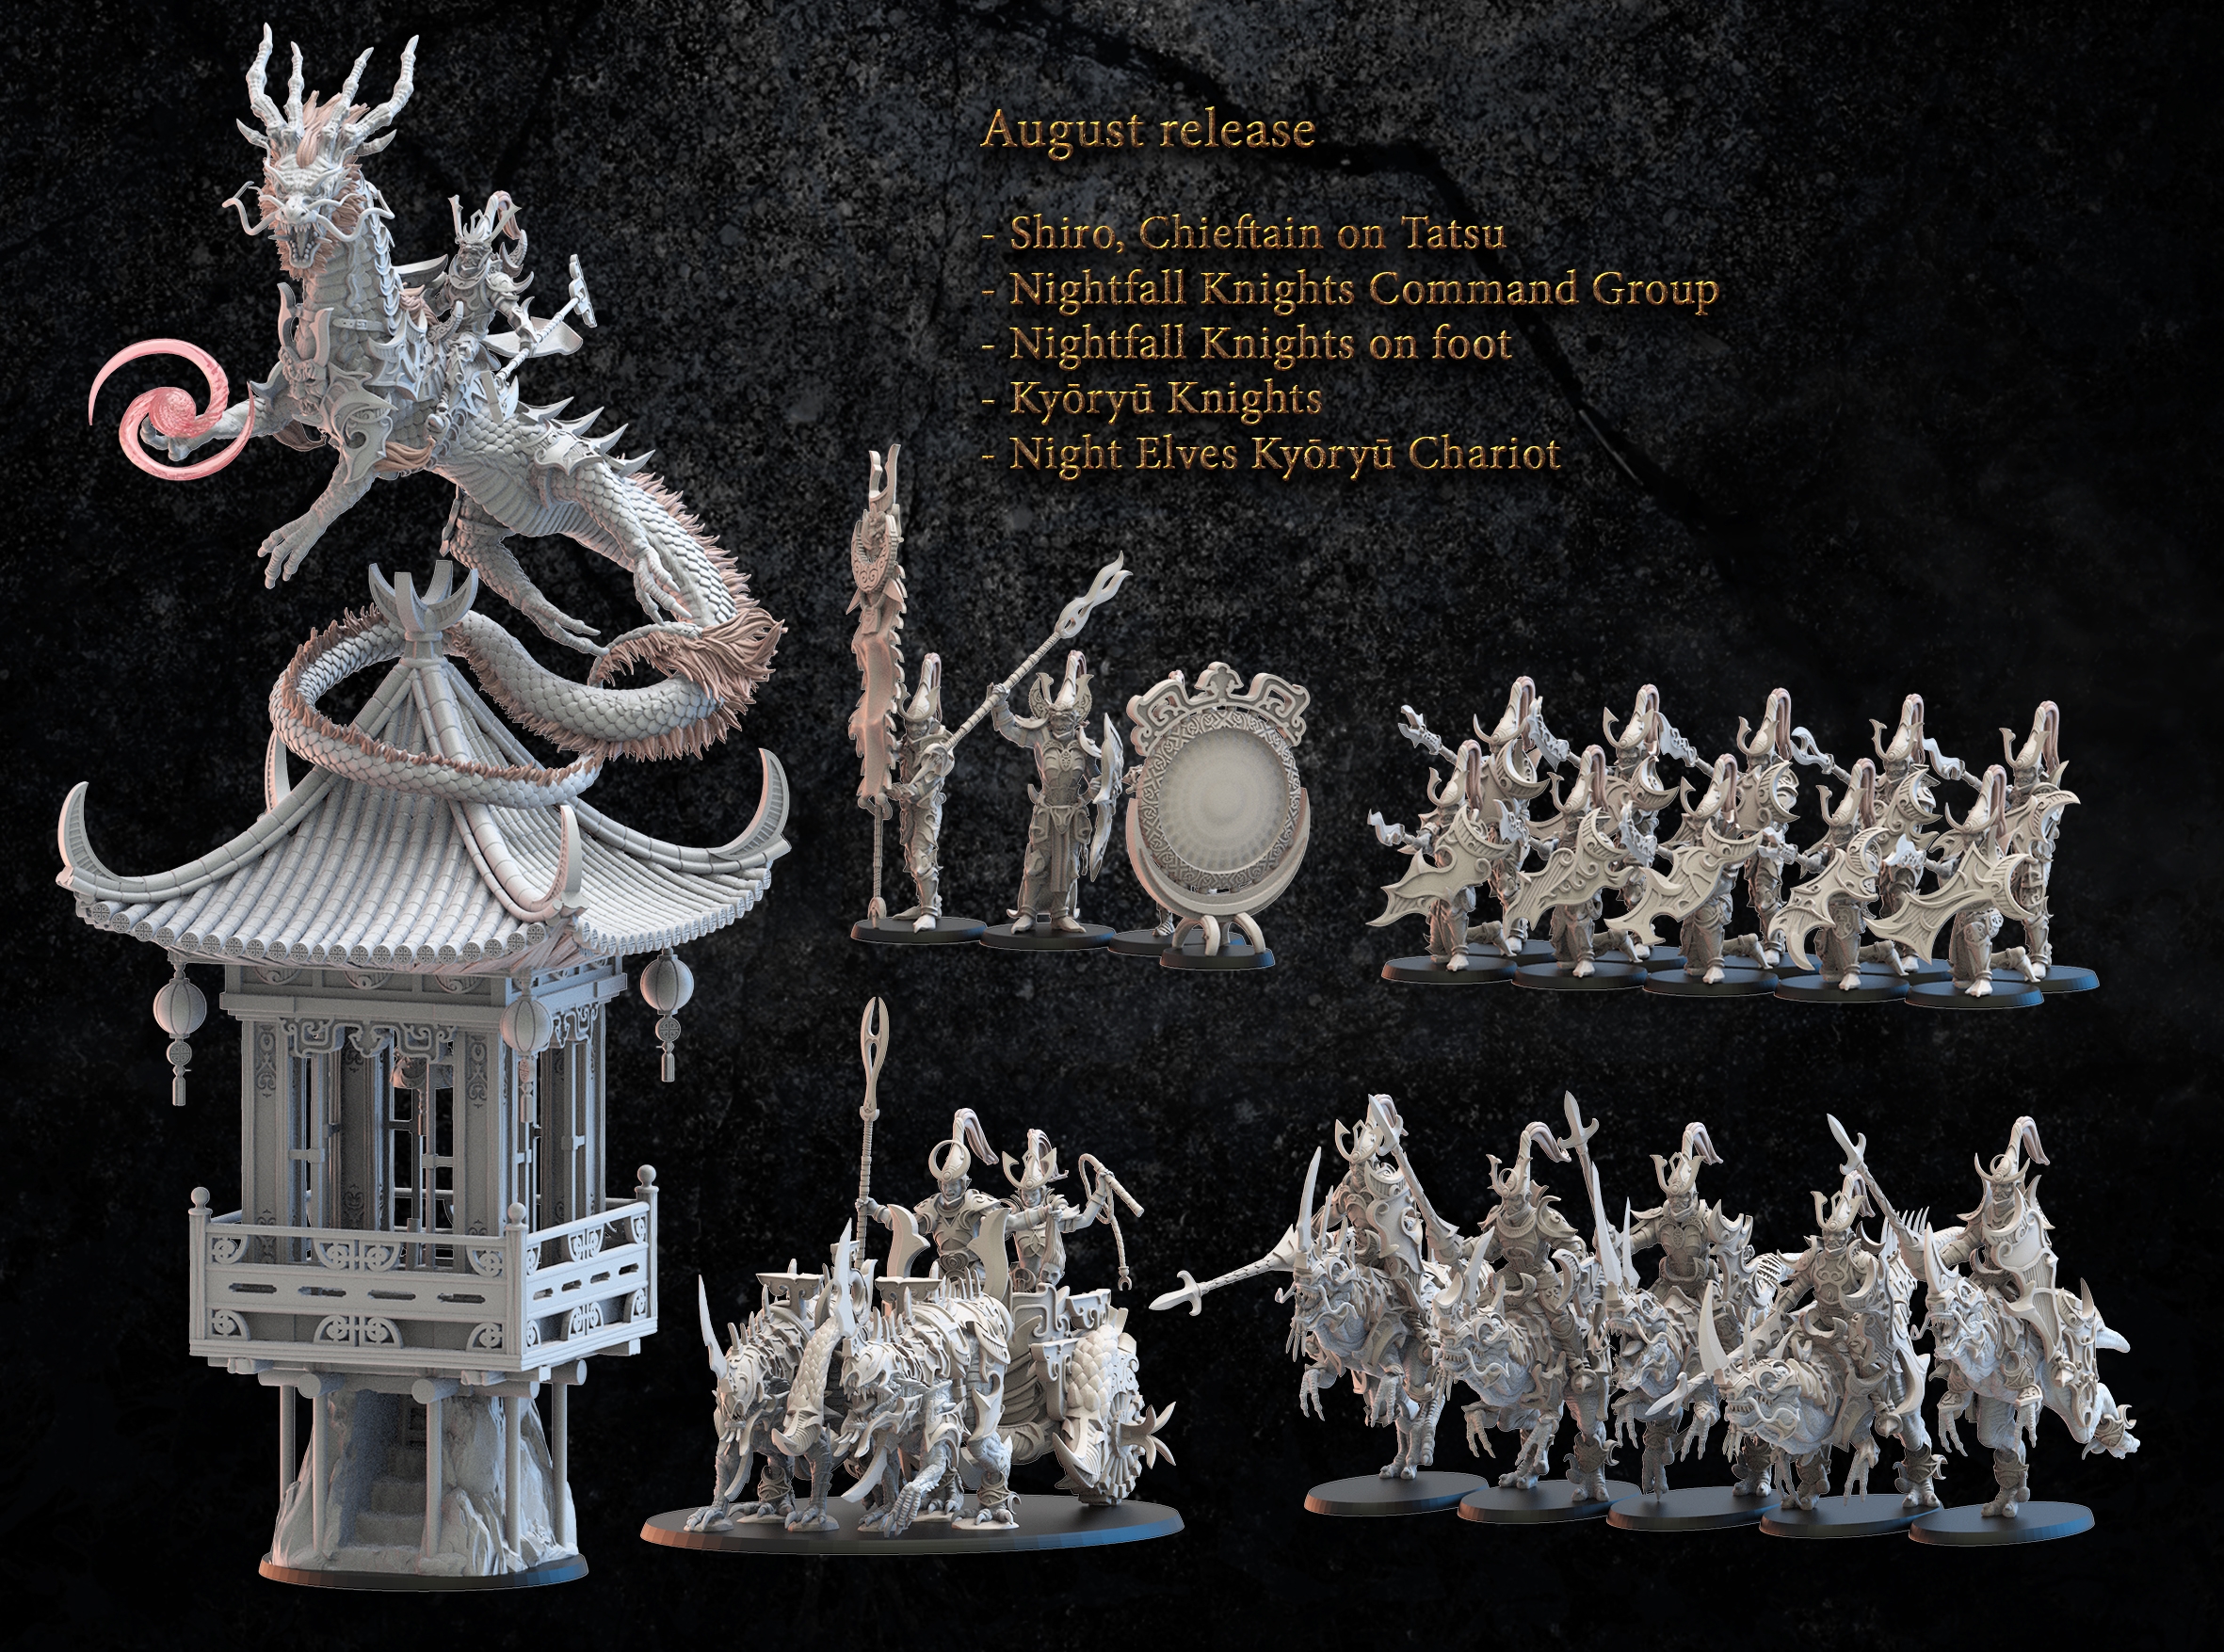 August release
- Shiro, Chieftain on Tatsu
- Nightfall Knights Command Group
- Nightfall Knights on foot
- Kyōryū Knights
- Night Elves Kyōryū Chariot